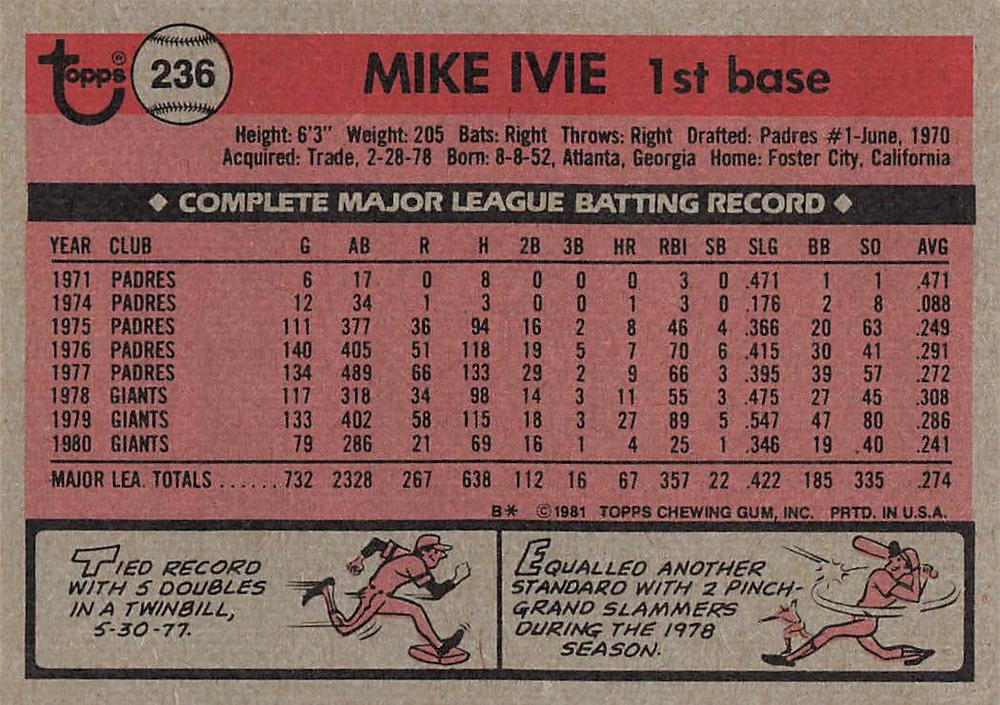 Topps® 236 MIKE IVIE 1st base
Height: 6'3" Weight: 205 Bats: Right Throws: Right Drafted: Padres #1-June, 1970
Acquired: Trade, 2-28-78 Born: 8-8-52, Atlanta, Georgia Home: Foster City, California
◆ COMPLETE MAJOR LEAGUE BATTING RECORD ◆
YEAR CLUB G AB R H 2B 3B HR RBI SB SLG BB SO AVG
1971 PADRES 6 17 0 8 0 0 0 3 0 .471 1 1 .471
1974 PADRES 12 34 1 3 0 0 1 3 0 .176 2 8 .088
1975 PADRES 111 377 36 94 16 2 8 46 4 .366 20 63 .249
1976 PADRES 140 405 51 118 19 5 7 70 6 .415 30 41 .291
1977 PADRES 134 489 66 133 29 2 9 66 3 .395 39 57 .272
1978 GIANTS 117 318 34 98 14 3 11 55 3 .475 27 45 .308
1979 GIANTS 133 402 58 115 18 3 27 89 5 .547 47 80 .286
1980 GIANTS 79 286 21 69 16 1 4 25 1 .346 19 40 .241
MAJOR LEA. TOTALS ...... 732 2328 267 638 112 16 67 357 22 .422 185 335 .274
B* ©1981 TOPPS CHEWING GUM, INC. PRTD. IN U.S.A.
TIED RECORD
WITH 5 DOUBLES
IN A TWINBILL,
5-30-77.
EQUALLED ANOTHER
STANDARD WITH 2 PINCH-
GRAND SLAMMERS
DURING THE 1978
SEASON.